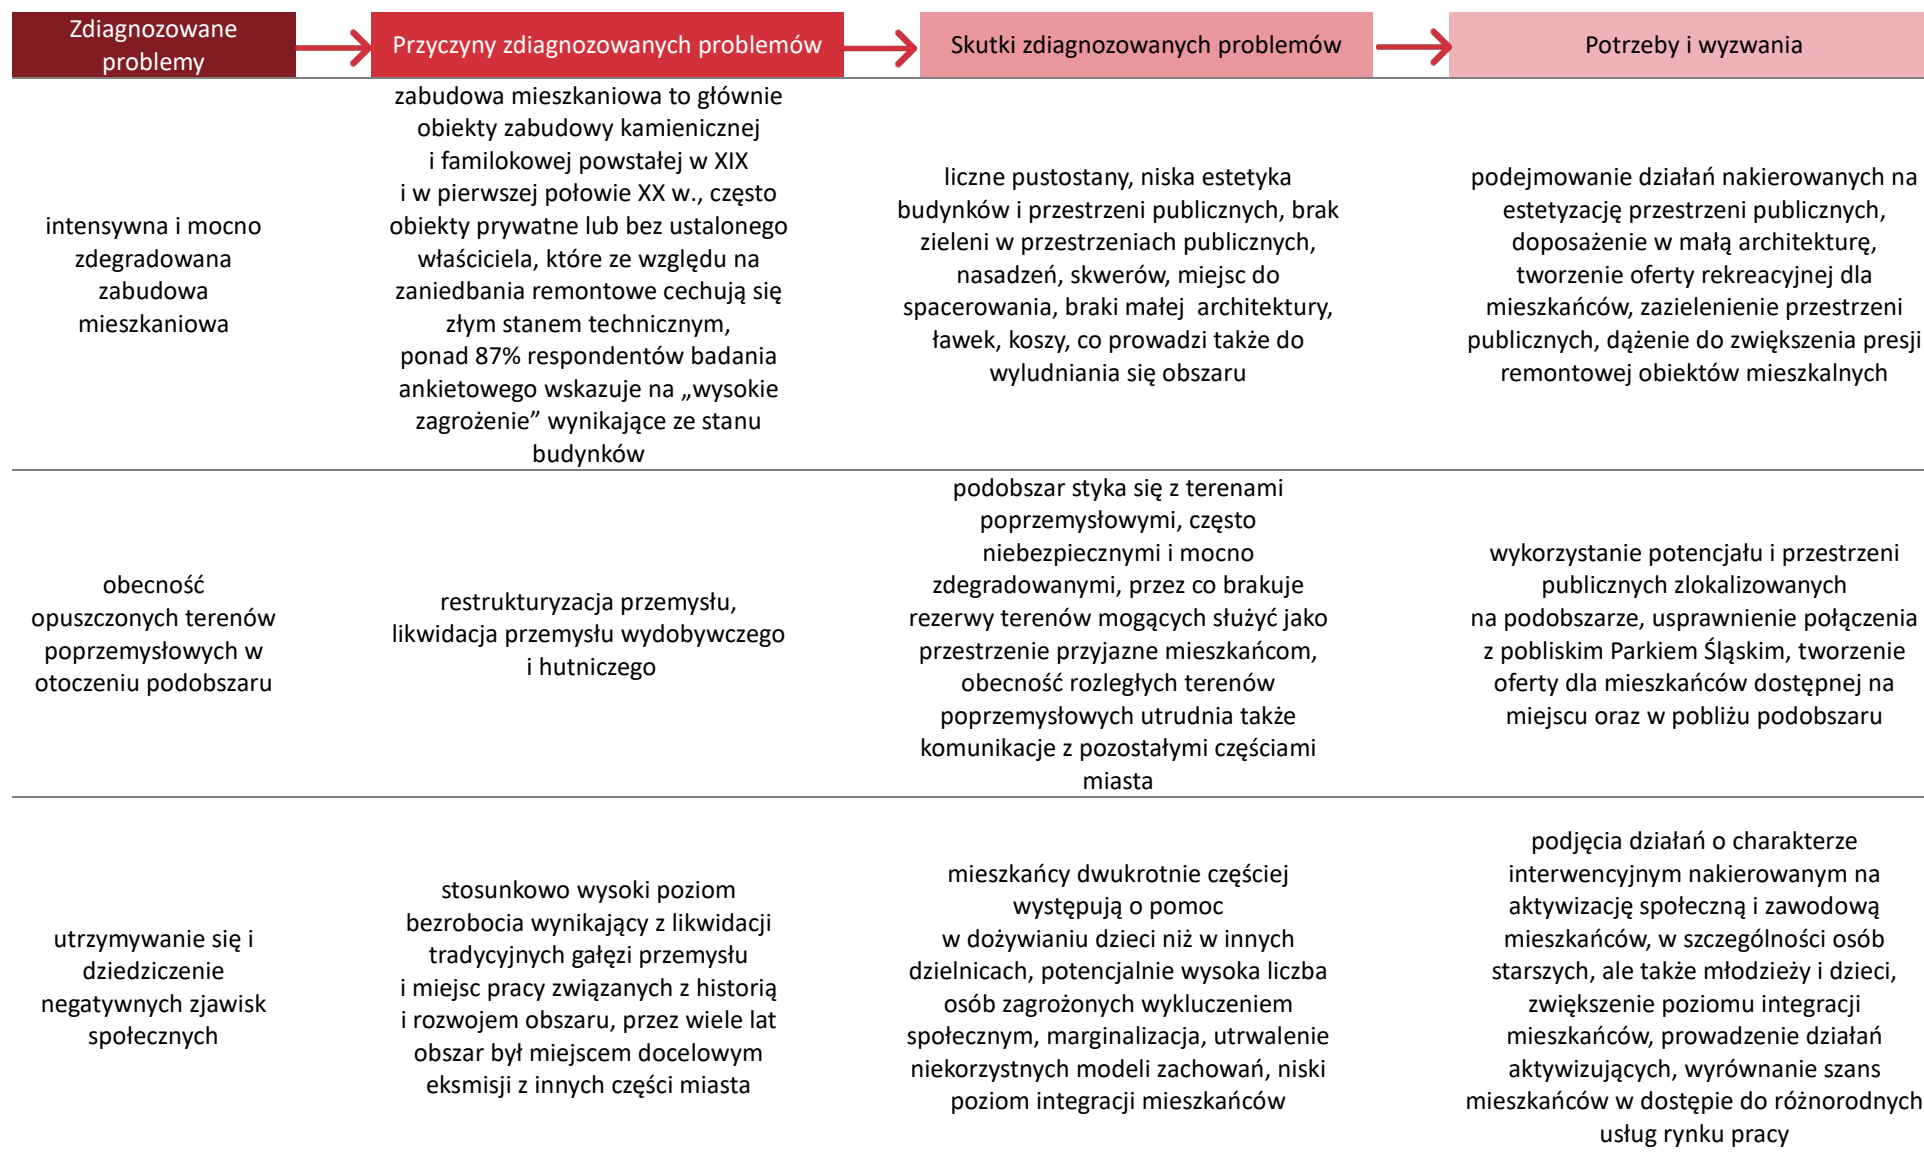 Zdiagnozowane
problemy
Przyczyny zdiagnozowanych problemów
Skutki zdiagnozowanych problemów
Potrzeby i wyzwania
intensywna i mocno
zdegradowana
zabudowa
mieszkaniowa
zabudowa mieszkaniowa to głównie
obiekty zabudowy kamienicznej
i familokowej powstałej w XIX
i w pierwszej połowie XX w., często
obiekty prywatne lub bez ustalonego
właściciela, które ze względu na
zaniedbania remontowe cechują się
złym stanem technicznym,
ponad 87% respondentów badania
ankietowego wskazuje na „wysokie
zagrożenie” wynikające ze stanu
budynków
liczne pustostany, niska estetyka
budynków i przestrzeni publicznych, brak
zieleni w przestrzeniach publicznych,
nasadzeń, skwerów, miejsc do
spacerowania, braki małej  architektury,
ławek, koszy, co prowadzi także do
wyludniania się obszaru
podejmowanie działań nakierowanych na
estetyzację przestrzeni publicznych,
doposażenie w małą architekturę,
tworzenie oferty rekreacyjnej dla
mieszkańców, zazielenienie przestrzeni
publicznych, dążenie do zwiększenia presji
remontowej obiektów mieszkalnych
obecność
opuszczonych terenów
poprzemysłowych w
otoczeniu podobszaru
restrukturyzacja przemysłu,
likwidacja przemysłu wydobywczego
i hutniczego
podobszar styka się z terenami
poprzemysłowymi, często
niebezpiecznymi i mocno
zdegradowanymi, przez co brakuje
rezerwy terenów mogących służyć jako
przestrzenie przyjazne mieszkańcom,
obecność rozległych terenów
poprzemysłowych utrudnia także
komunikacje z pozostałymi częściami
miasta
wykorzystanie potencjału i przestrzeni
publicznych zlokalizowanych
na podobszarze, usprawnienie połączenia
z pobliskim Parkiem Śląskim, tworzenie
oferty dla mieszkańców dostępnej na
miejscu oraz w pobliżu podobszaru
utrzymywanie się i
dziedziczenie
negatywnych zjawisk
społecznych
stosunkowo wysoki poziom
bezrobocia wynikający z likwidacji
tradycyjnych gałęzi przemysłu
i miejsc pracy związanych z historią
i rozwojem obszaru, przez wiele lat
obszar był miejscem docelowym
eksmisji z innych części miasta
mieszkańcy dwukrotnie częściej
występują o pomoc
w dożywianiu dzieci niż w innych
dzielnicach, potencjalnie wysoka liczba
osób zagrożonych wykluczeniem
społecznym, marginalizacja, utrwalenie
niekorzystnych modeli zachowań, niski
poziom integracji mieszkańców
podjęcia działań o charakterze
interwencyjnym nakierowanym na
aktywizację społeczną i zawodową
mieszkańców, w szczególności osób
starszych, ale także młodzieży i dzieci,
zwiększenie poziomu integracji
mieszkańców, prowadzenie działań
aktywizujących, wyrównanie szans
mieszkańców w dostępie do różnorodnych
usług rynku pracy